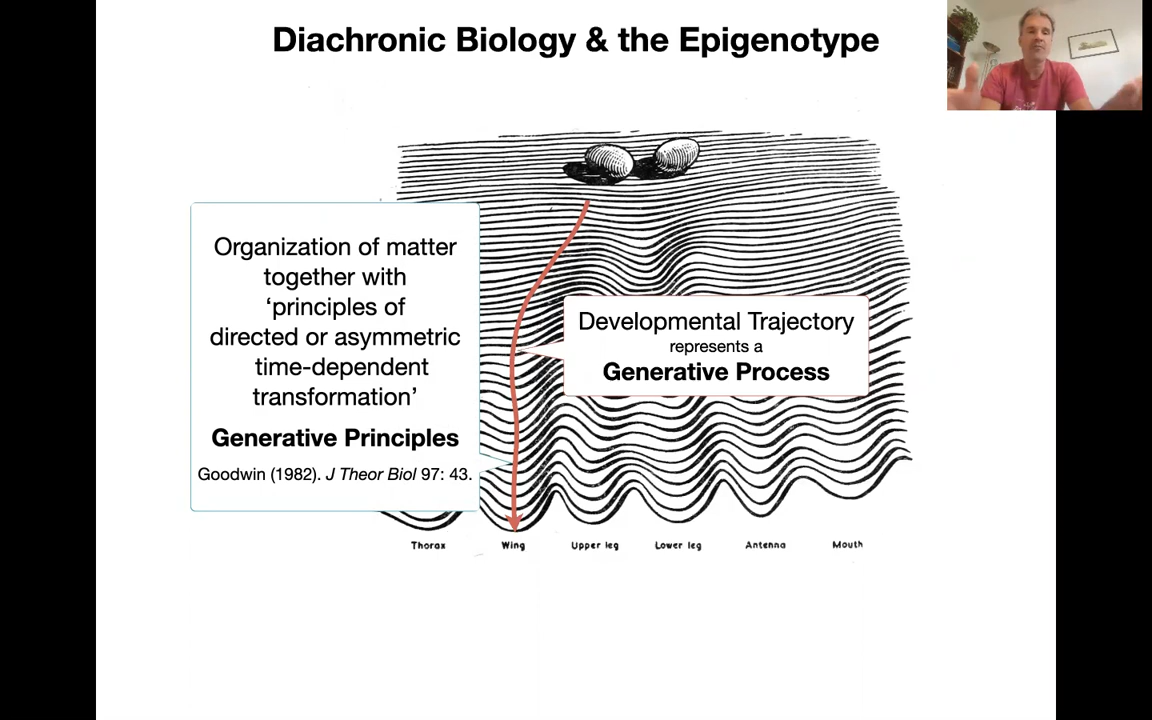 Diachronic Biology & the Epigenotype
Organization of matter
together with
‘principles of
directed or asymmetric
time-dependent
transformation’
Generative Principles
Goodwin (1982). J Theor Biol 97: 43.
Developmental Trajectory
represents a
Generative Process
Thorax Wing Upper leg Lower leg Antenna Mouth